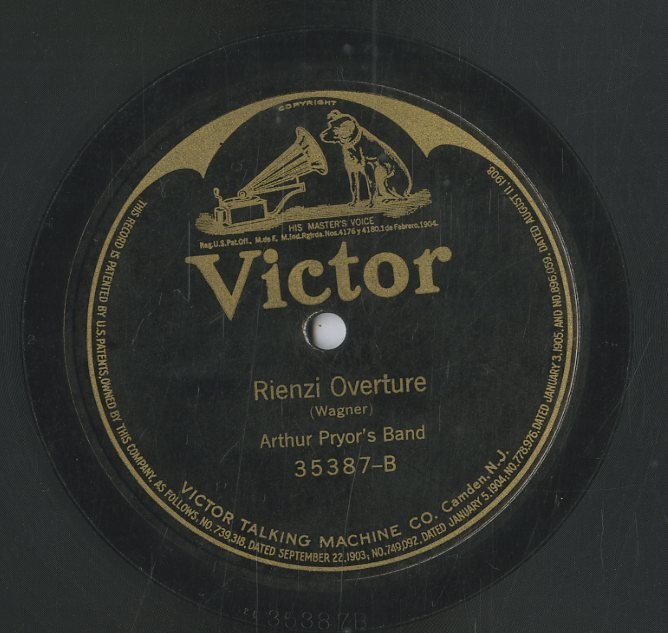 COPYRIGHT
HIS MASTER'S VOICE
Reg.U.S.Pat.Off., M.de F., M.Ind.Rgtrda.Nos.4176 y 4180,1 de Febrero,1904.
Victor
Rienzi Overture
(Wagner)
Arthur Pryor's Band
35387-B
VICTOR TALKING MACHINE CO. Camden. N.J.
THIS RECORD IS PATENTED BY U.S. PATENTS, OWNED BY THIS COMPANY, AS FOLLOWS, NO. 739,318, DATED SEPTEMBER 22, 1903; NO. 749,092, DATED JANUARY 5, 1904; NO. 778,976, DATED JANUARY 3, 1905, AND NO. 896,059, DATED AUGUST 11, 1908
35387B